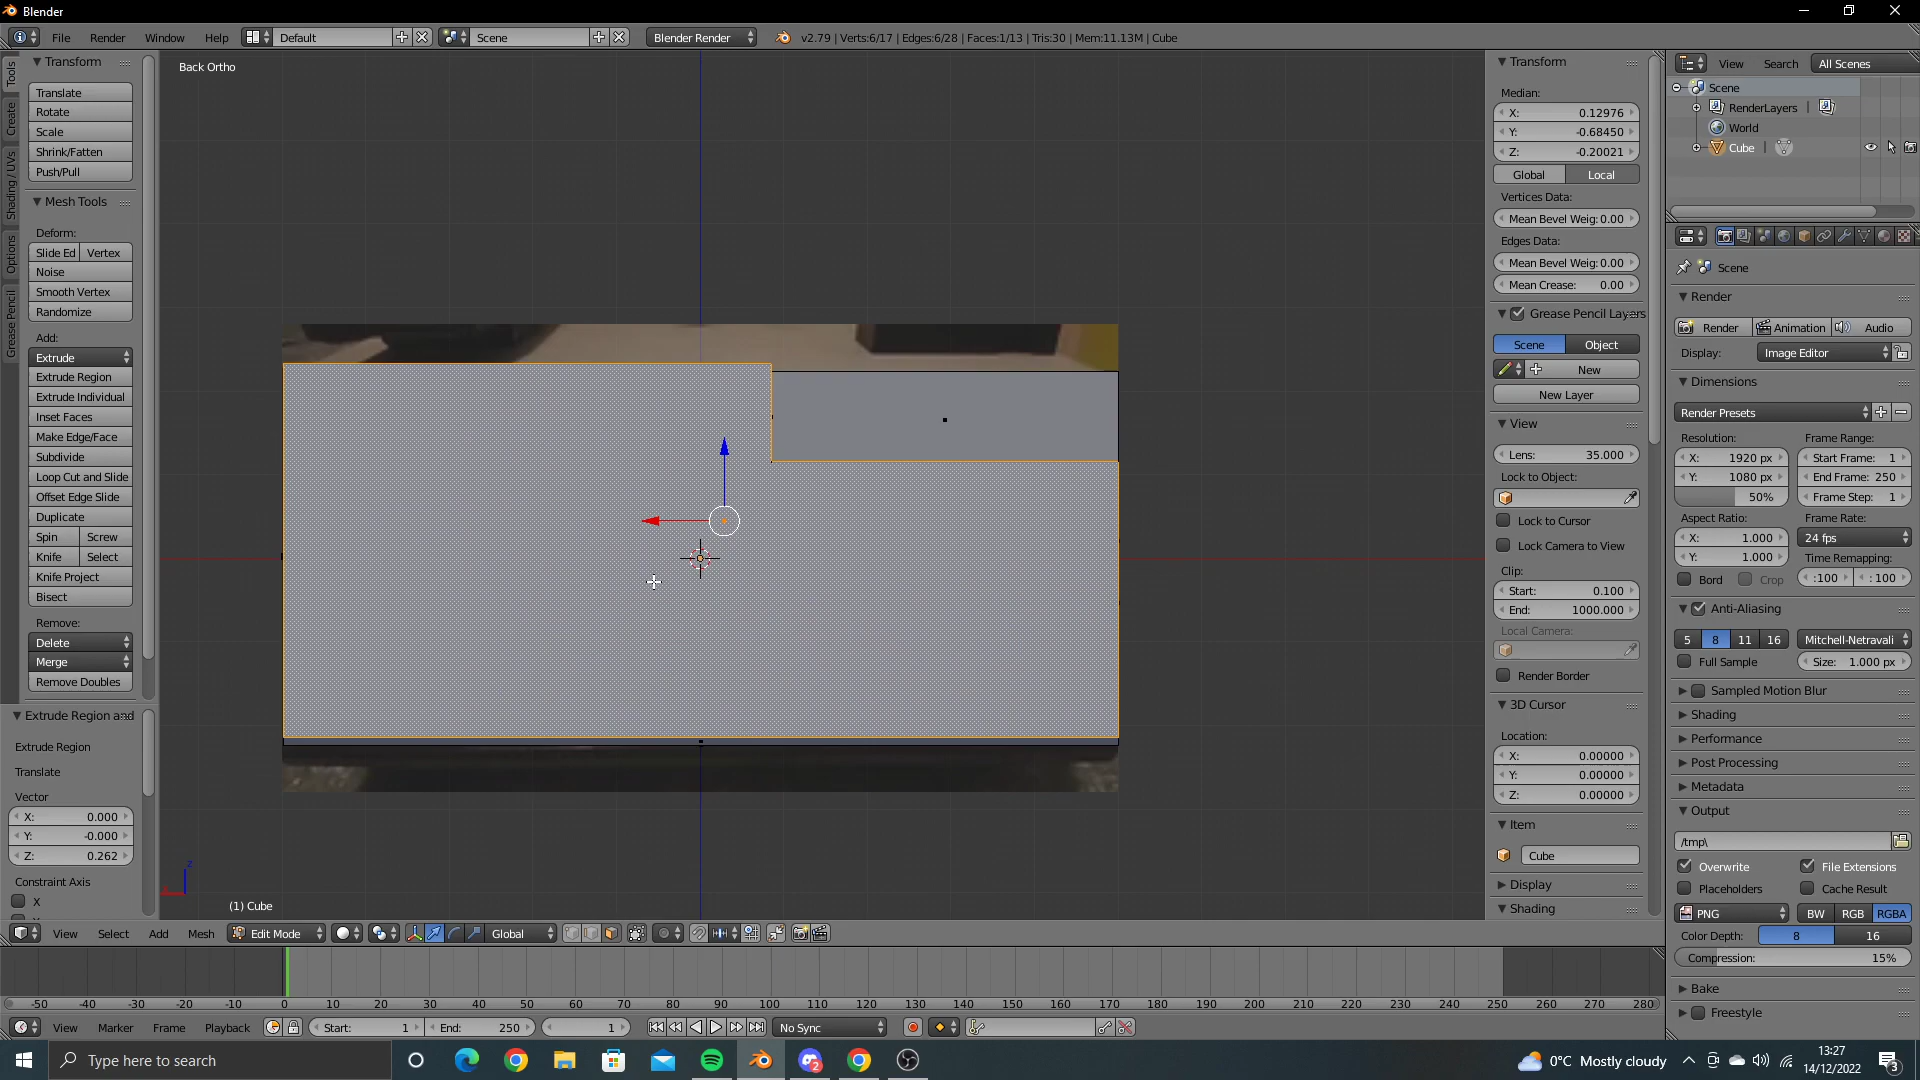 Blender
File Render Window Help Default Scene Blender Render v2.79 | Verts:6/17 | Edges:6/28 | Faces:1/13 | Tris:30 | Mem:11.13M | Cube
Tools
Create
Shading / UVs
Options
Grease Pencil
Transform
Translate
Rotate
Scale
Shrink/Fatten
Push/Pull
Mesh Tools
Deform:
Slide Ed Vertex
Noise
Smooth Vertex
Randomize
Add:
Extrude
Extrude Region
Extrude Individual
Inset Faces
Make Edge/Face
Subdivide
Loop Cut and Slide
Offset Edge Slide
Duplicate
Spin Screw
Knife Select
Knife Project
Bisect
Remove:
Delete
Merge
Remove Doubles
Extrude Region and
Extrude Region
Translate
Vector
X: 0.000
Y: -0.000
Z: 0.262
Constraint Axis
X
Back Ortho
z
(1) Cube
View Select Add Mesh Edit Mode Global
Transform
Median:
X: 0.12976
Y: -0.68450
Z: -0.20021
Global Local
Vertices Data:
Mean Bevel Weig: 0.00
Edges Data:
Mean Bevel Weig: 0.00
Mean Crease: 0.00
Grease Pencil Layers
Scene Object
New
New Layer
View
Lens: 35.000
Lock to Object:
Lock to Cursor
Lock Camera to View
Clip:
Start: 0.100
End: 1000.000
Local Camera:
Render Border
3D Cursor
Location:
X: 0.00000
Y: 0.00000
Z: 0.00000
Item
Cube
Display
Shading
View Search All Scenes
Scene
RenderLayers |
World
Cube |
Scene
Render
Render Animation Audio
Display: Image Editor
Dimensions
Render Presets
Resolution: Frame Range:
X: 1920 px Start Frame: 1
Y: 1080 px End Frame: 250
50% Frame Step: 1
Aspect Ratio: Frame Rate:
X: 1.000 24 fps
Y: 1.000 Time Remapping:
Bord Crop :100 : 100
Anti-Aliasing
5 8 11 16 Mitchell-Netravali
Full Sample Size: 1.000 px
Sampled Motion Blur
Shading
Performance
Post Processing
Metadata
Output
/tmp\
Overwrite File Extensions
Placeholders Cache Result
PNG BW RGB RGBA
Color Depth: 8 16
Compression: 15%
Bake
Freestyle
-50 -40 -30 -20 -10 0 10 20 30 40 50 60 70 80 90 100 110 120 130 140 150 160 170 180 190 200 210 220 230 240 250 260 270 280
View Marker Frame Playback Start: 1 End: 250 1 No Sync
Type here to search
2
0°C Mostly cloudy
13:27
14/12/2022
3